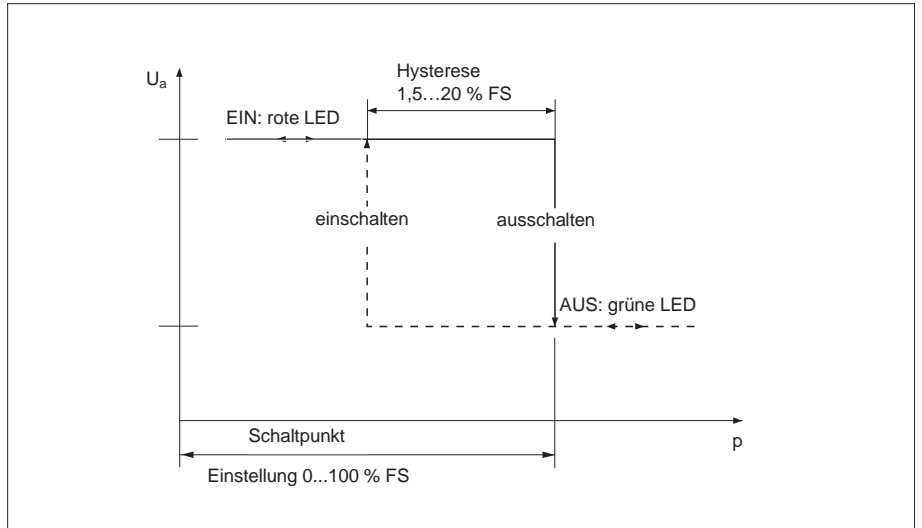 Hysterese
1,5...20 % FS
Uₐ
EIN: rote LED
einschalten
ausschalten
AUS: grüne LED
Schaltpunkt
p
Einstellung 0...100 % FS